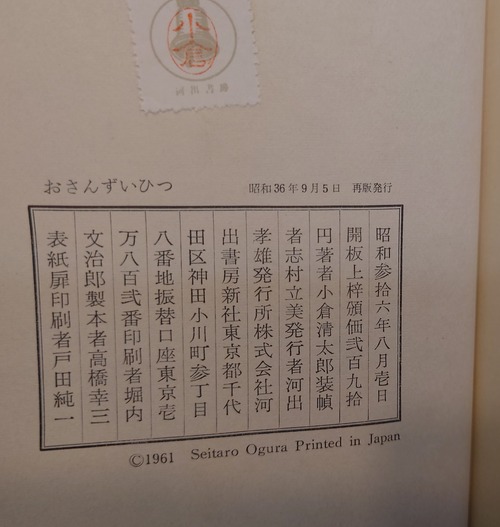 小倉
河出乃滴
おさんずいひつ
昭和36年9月5日 再版発行
昭和参拾六年八月壱日
開板上梓頒価弐百九拾
円著者小倉清太郎装幀
者志村立美発行者河出
孝雄発行所株式会社河
出書房新社東京都千代
田区神田小川町参丁目
八番地振替口座東京壱
万八百弐番印刷者堀内
文治郎製本者高橋幸三
表紙扉印刷者戸田純一
©1961 Seitaro Ogura Printed in Japan